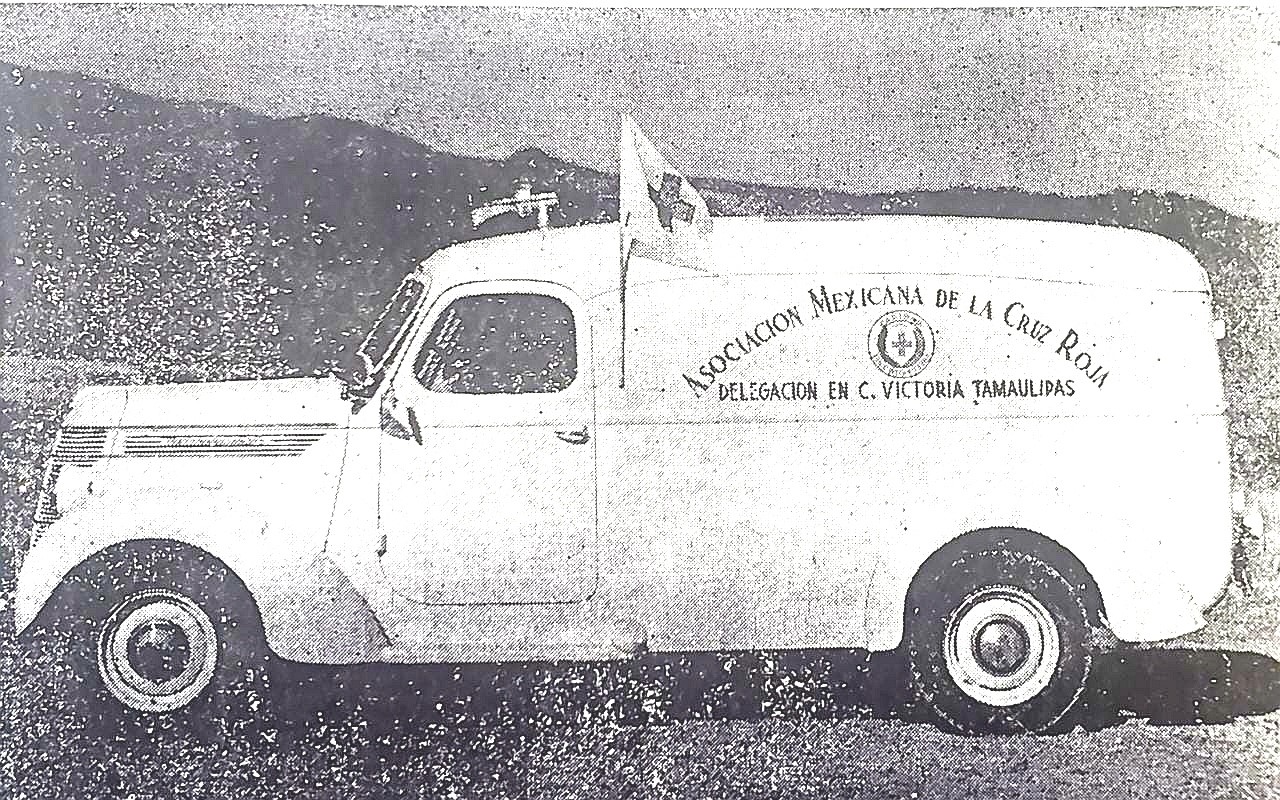 ASOCIACION MEXICANA DE LA CRUZ ROJA
DELEGACION EN C. VICTORIA TAMAULIPAS